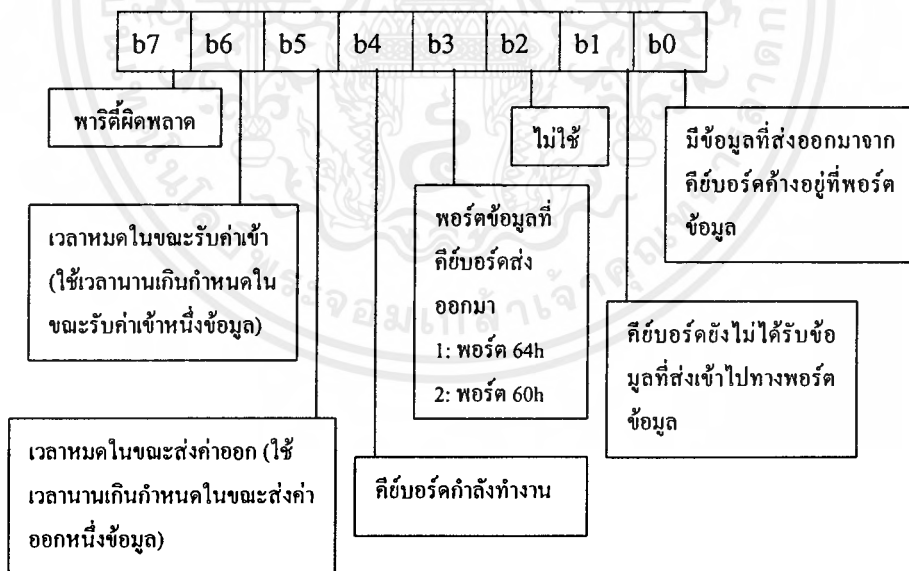 b7 b6 b5 b4 b3 b2 b1 b0
พาริตี้ผิดพลาด
ไม่ใช้
มีข้อมูลที่ส่งออกมาจาก
คีย์บอร์ดค้างอยู่ที่พอร์ต
ข้อมูล
เวลาหมดในขณะรับค่าเข้า
(ใช้เวลานานเกินกำหนดใน
ขณะรับค่าเข้าหนึ่งข้อมูล)
พอร์ตข้อมูลที่
คีย์บอร์ดส่ง
ออกมา
1: พอร์ต 64h
2: พอร์ต 60h
คีย์บอร์ดยังไม่ได้รับข้อ
มูลที่ส่งเข้าไปทางพอร์ต
ข้อมูล
เวลาหมดในขณะส่งค่าออก (ใช้
เวลานานเกินกำหนดในขณะส่งค่า
ออกหนึ่งข้อมูล)
คีย์บอร์ดกำลังทำงาน